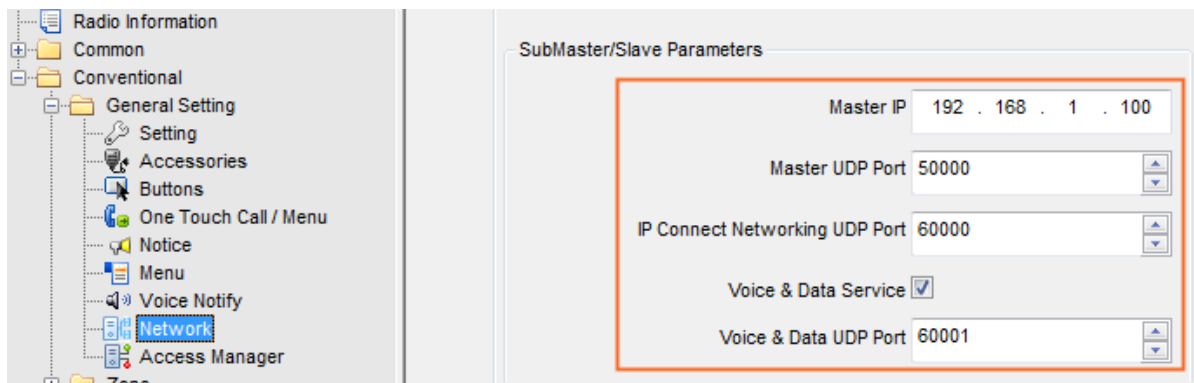 Radio Information
Common
Conventional
General Setting
Setting
Accessories
Buttons
One Touch Call / Menu
Notice
Menu
Voice Notify
Network
Access Manager
Zone
SubMaster/Slave Parameters
Master IP 192 . 168 . 1 . 100
Master UDP Port 50000
IP Connect Networking UDP Port 60000
Voice & Data Service
Voice & Data UDP Port 60001